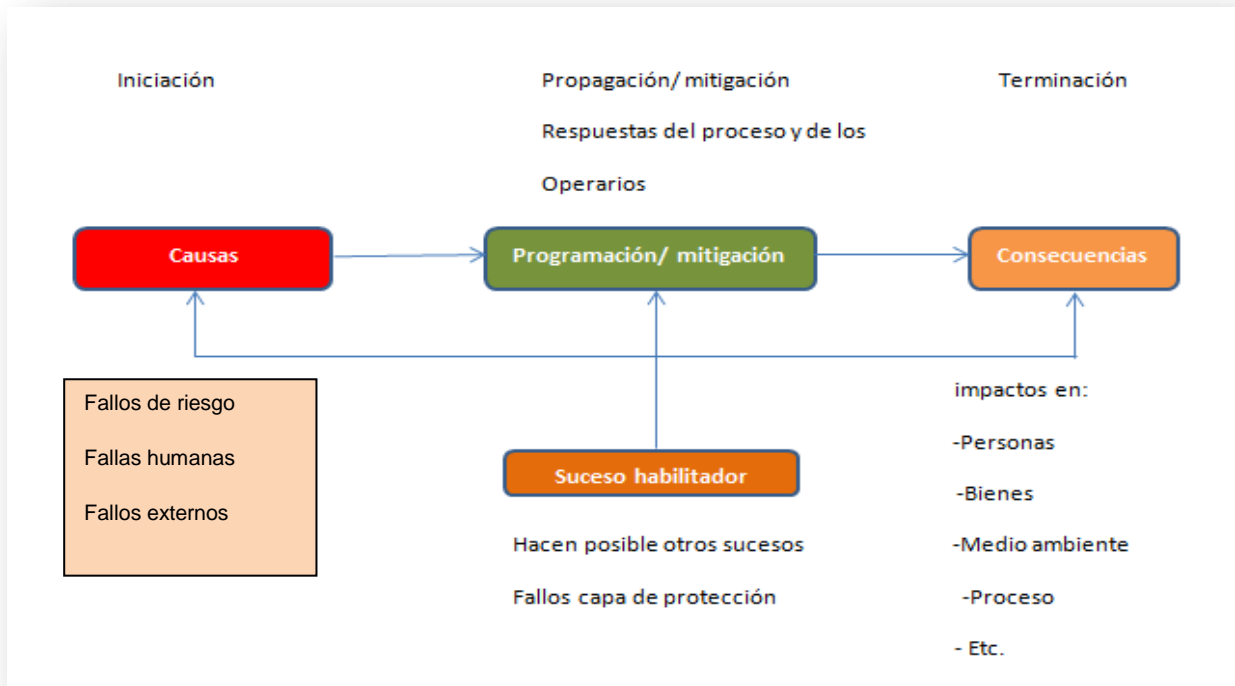 Iniciación
Propagación/ mitigación
Terminación
Respuestas del proceso y de los
Operarios
Causas
Programación/ mitigación
Consecuencias
Fallos de riesgo
Fallas humanas
Fallos externos
Suceso habilitador
Hacen posible otros sucesos
Fallos capa de protección
impactos en:
-Personas
-Bienes
-Medio ambiente
-Proceso
- Etc.